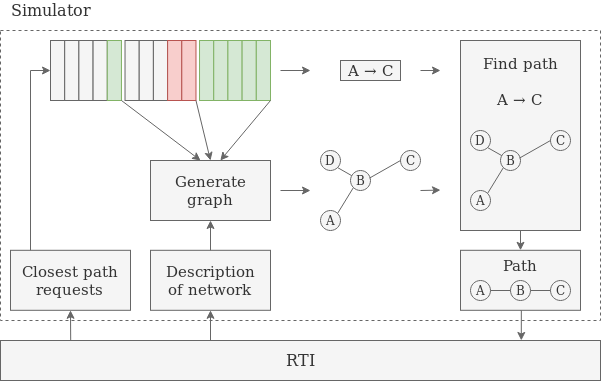 Simulator
A → C
Find path
A → C
D
C
B
A
Generate
graph
D
C
B
A
Closest path
requests
Description
of network
Path
A
B
C
RTI